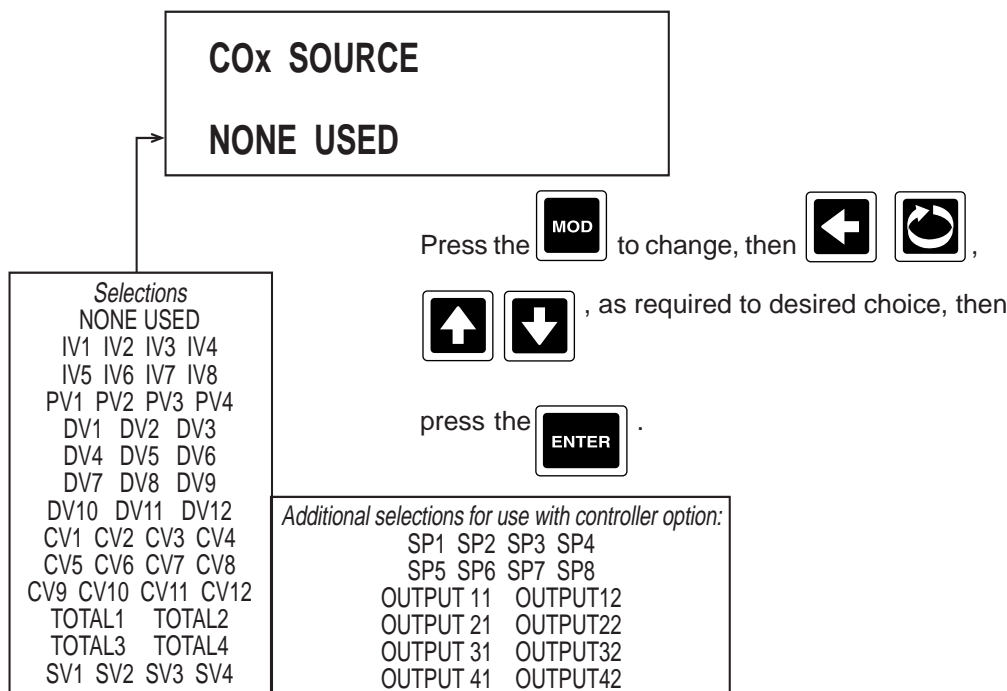 COx SOURCE
NONE USED
Press the MOD to change, then ,
, as required to desired choice, then
press the ENTER .
Selections
NONE USED
IV1 IV2 IV3 IV4
IV5 IV6 IV7 IV8
PV1 PV2 PV3 PV4
DV1 DV2 DV3
DV4 DV5 DV6
DV7 DV8 DV9
DV10 DV11 DV12
CV1 CV2 CV3 CV4
CV5 CV6 CV7 CV8
CV9 CV10 CV11 CV12
TOTAL1 TOTAL2
TOTAL3 TOTAL4
SV1 SV2 SV3 SV4
Additional selections for use with controller option:
SP1 SP2 SP3 SP4
SP5 SP6 SP7 SP8
OUTPUT 11 OUTPUT12
OUTPUT 21 OUTPUT22
OUTPUT 31 OUTPUT32
OUTPUT 41 OUTPUT42